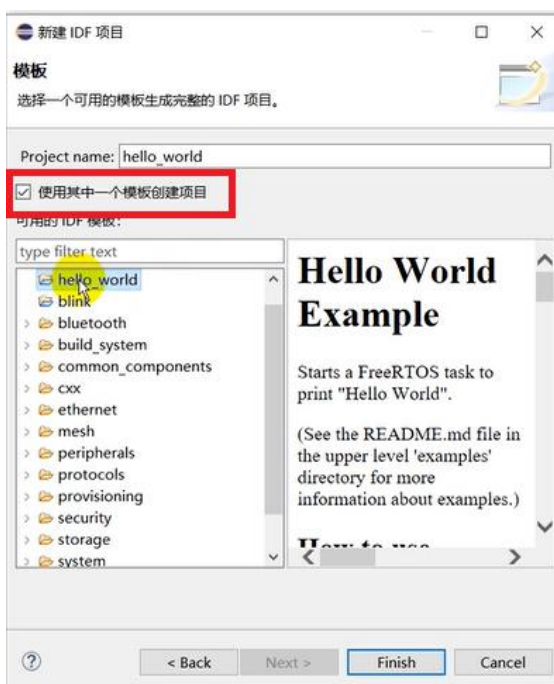 新建 IDF 项目
模板
选择一个可用的模板生成完整的 IDF 项目。
Project name: hello_world
使用其中一个模板创建项目
可用的 IDF 模板:
type filter text
hello_world
blink
bluetooth
build_system
common_components
cxx
ethernet
mesh
peripherals
protocols
provisioning
security
storage
system
Hello World
Example
Starts a FreeRTOS task to
print "Hello World".
(See the README.md file in
the upper level 'examples'
directory for more
information about examples.)
How to use
< Back
Next >
Finish
Cancel